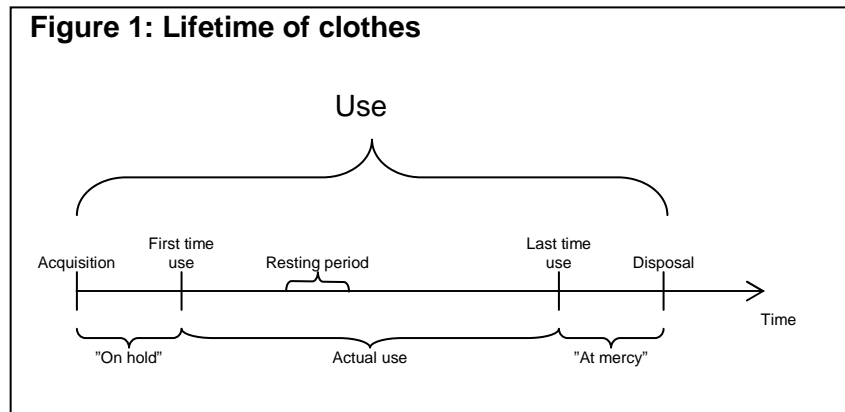 Figure 1: Lifetime of clothes
Use
Acquisition
First time
use
Resting period
Last time
use
Disposal
Time
”On hold”
Actual use
”At mercy”